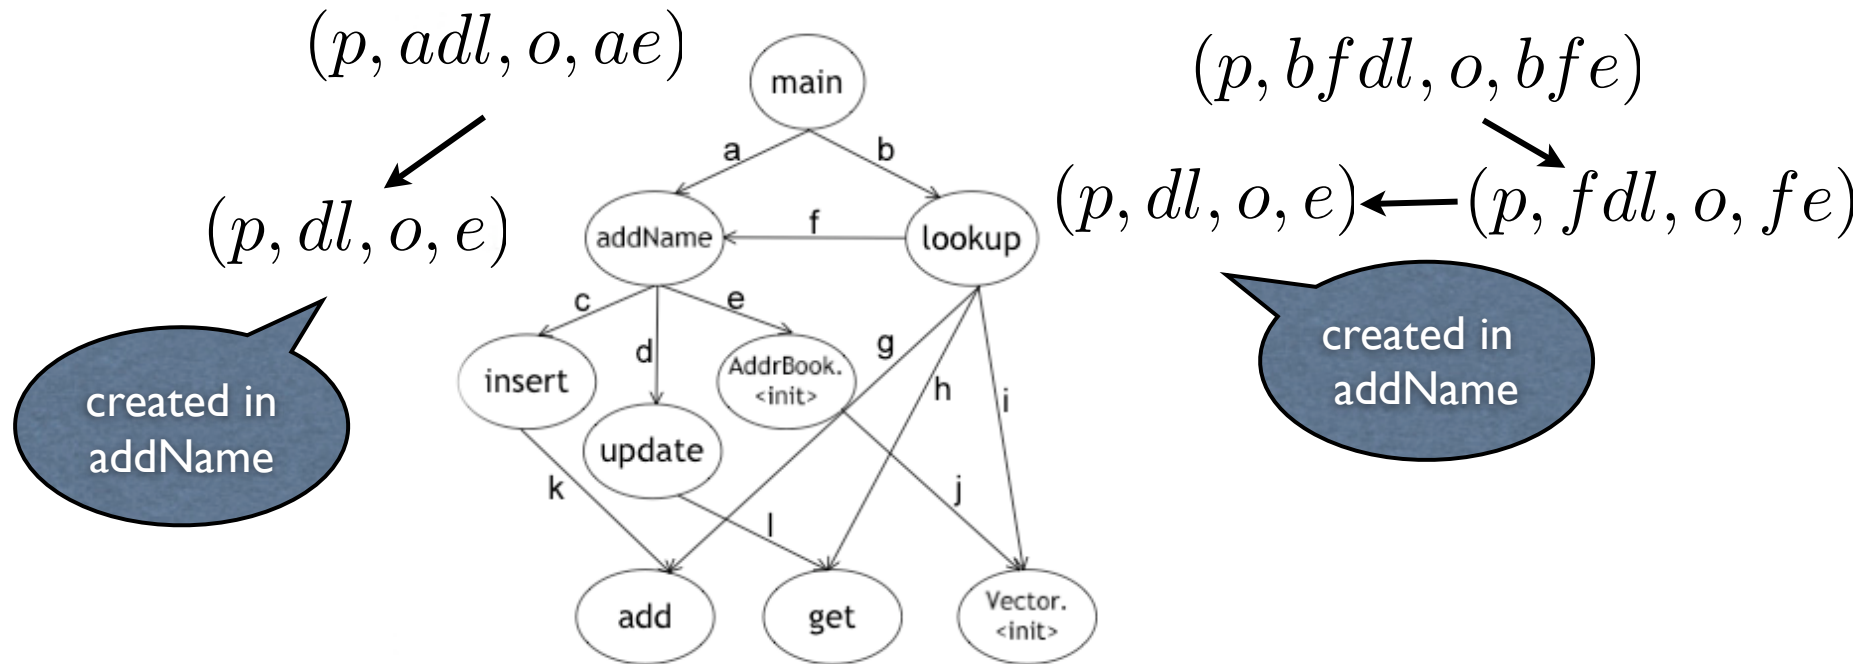 (p, adl, o, ae)
main
(p, bfdl, o, bfe)
a
b
(p, dl, o, e)
addName
f
lookup
(p, dl, o, e)
(p, fdl, o, fe)
c
e
d
g
h
i
insert
AddrBook.
<init>
update
created in
addName
created in
addName
k
l
j
add
get
Vector.
<init>